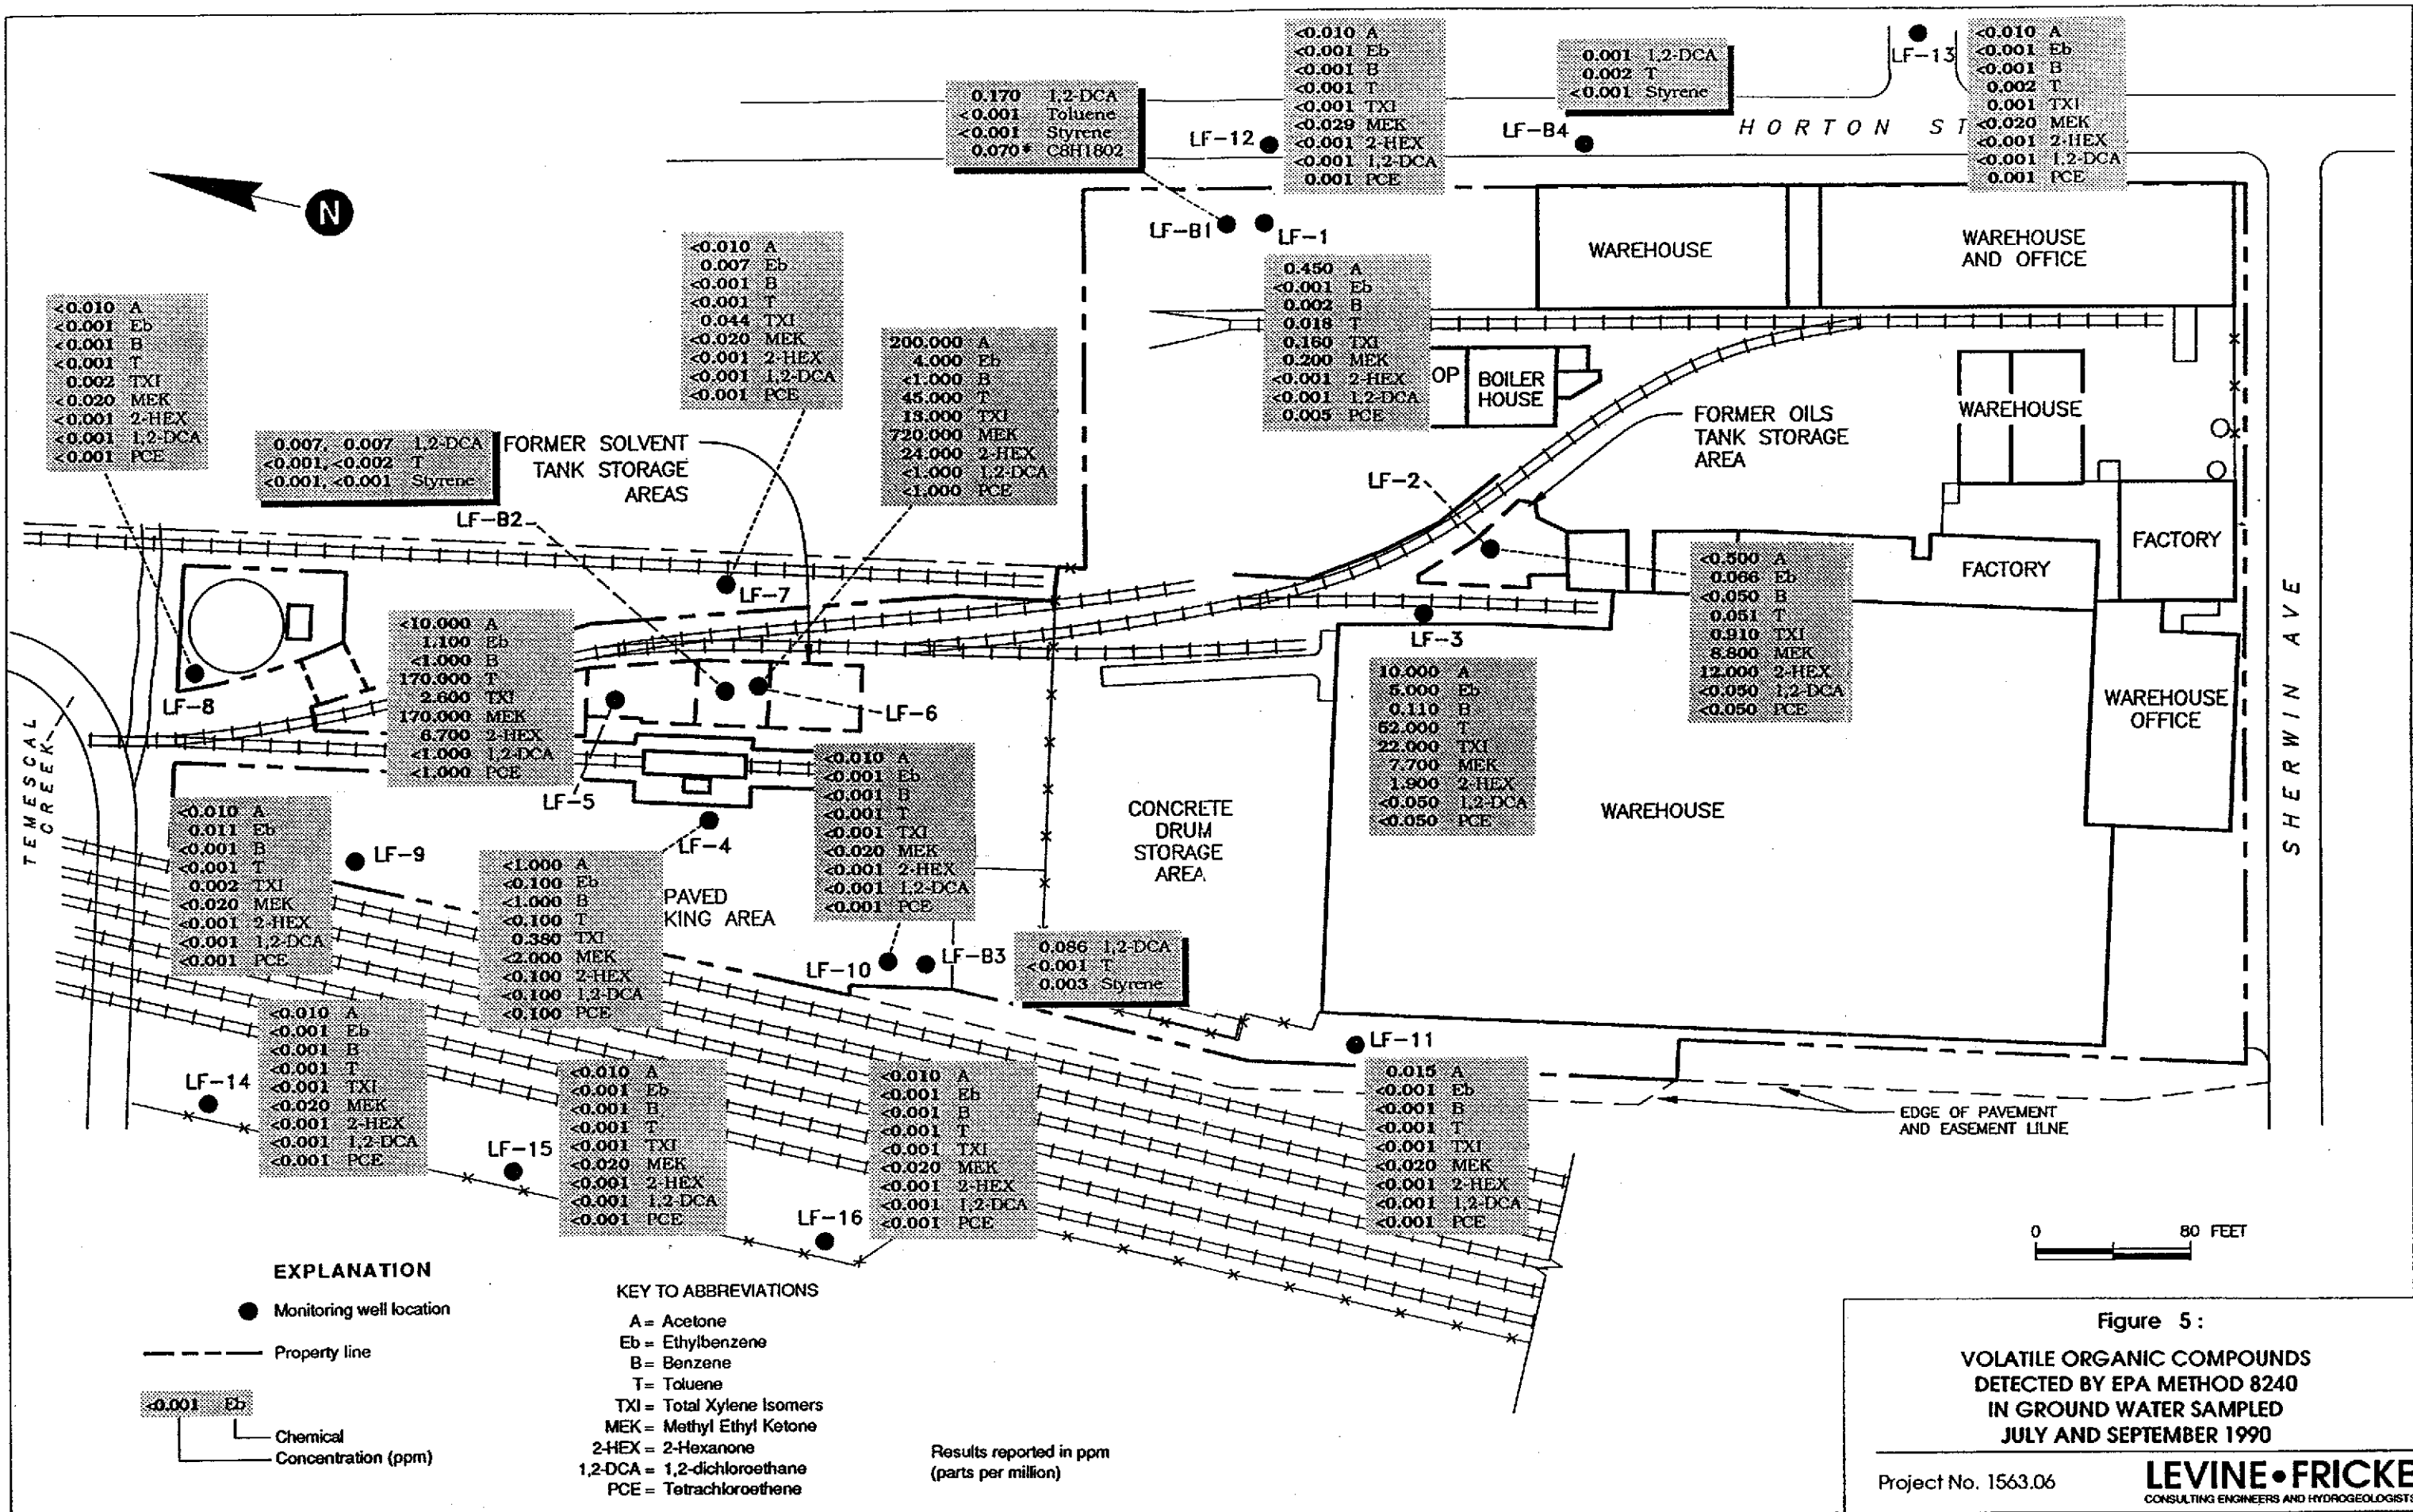 <0.010 A
<0.001 Eb
<0.001 B
<0.001 T
<0.001 TXI
<0.029 MEK
<0.001 2-HEX
<0.001 1,2-DCA
0.001 PCE
0.001 1,2-DCA
0.002 T
<0.001 Styrene
LF-13
<0.010 A
<0.001 Eb
<0.001 B
0.002 T
0.001 TXI
<0.020 MEK
<0.001 2-HEX
<0.001 1,2-DCA
0.001 PCE
0.170 1,2-DCA
<0.001 Toluene
<0.001 Styrene
0.070* C8H18O2
LF-12
LF-B4
HORTON ST
N
LF-B1
LF-1
WAREHOUSE
WAREHOUSE
AND OFFICE
<0.010 A
0.007 Eb
<0.001 B
<0.001 T
0.044 TXI
<0.020 MEK
<0.001 2-HEX
<0.001 1,2-DCA
<0.001 PCE
0.450 A
<0.001 Eb
0.002 B
0.018 T
0.160 TXI
0.200 MEK
<0.001 2-HEX
<0.001 1,2-DCA
0.005 PCE
<0.010 A
<0.001 Eb
<0.001 B
<0.001 T
0.002 TXI
<0.020 MEK
<0.001 2-HEX
<0.001 1,2-DCA
<0.001 PCE
200.000 A
4.000 Eb
<1.000 B
45.000 T
18.000 TXI
720.000 MEK
24.000 2-HEX
<1.000 1,2-DCA
<1.000 PCE
OP
BOILER
HOUSE
FORMER OILS
TANK STORAGE
AREA
WAREHOUSE
0.007, 0.007 1,2-DCA
<0.001, <0.002 T
<0.001, <0.001 Styrene
FORMER SOLVENT
TANK STORAGE
AREAS
LF-B2
LF-2
FACTORY
FACTORY
LF-7
LF-3
<0.500 A
0.066 Eb
<0.050 B
0.051 T
0.910 TXI
8.800 MEK
12.000 2-HEX
<0.050 1,2-DCA
<0.050 PCE
<10.000 A
1.100 Eb
<1.000 B
170.000 T
2.600 TXI
170.000 MEK
6.700 2-HEX
<1.000 1,2-DCA
<1.000 PCE
10.000 A
5.000 Eb
0.110 B
52.000 T
22.000 TXI
7.700 MEK
1.900 2-HEX
<0.050 1,2-DCA
<0.050 PCE
LF-8
LF-6
WAREHOUSE
OFFICE
SHERWIN AVE
TEMESCAL
CREEK
LF-5
LF-4
<0.010 A
<0.001 Eb
<0.001 B
<0.001 T
<0.001 TXI
<0.020 MEK
<0.001 2-HEX
<0.001 1,2-DCA
<0.001 PCE
CONCRETE
DRUM
STORAGE
AREA
WAREHOUSE
<0.010 A
0.011 Eb
<0.001 B
<0.001 T
0.002 TXI
<0.020 MEK
<0.001 2-HEX
<0.001 1,2-DCA
<0.001 PCE
LF-9
<1.000 A
<0.100 Eb
<1.000 B
<0.100 T
0.380 TXI
<2.000 MEK
<0.100 2-HEX
<0.100 1,2-DCA
<0.100 PCE
PAVED
KING AREA
LF-10
LF-B3
0.086 1,2-DCA
<0.001 T
0.003 Styrene
<0.010 A
<0.001 Eb
<0.001 B
<0.001 T
<0.001 TXI
<0.020 MEK
<0.001 2-HEX
<0.001 1,2-DCA
<0.001 PCE
LF-14
<0.010 A
<0.001 Eb
<0.001 B
<0.001 T
<0.001 TXI
<0.020 MEK
<0.001 2-HEX
<0.001 1,2-DCA
<0.001 PCE
LF-15
<0.010 A
<0.001 Eb
<0.001 B
<0.001 T
<0.001 TXI
<0.020 MEK
<0.001 2-HEX
<0.001 1,2-DCA
<0.001 PCE
LF-16
LF-11
0.015 A
<0.001 Eb
<0.001 B
<0.001 T
<0.001 TXI
<0.020 MEK
<0.001 2-HEX
<0.001 1,2-DCA
<0.001 PCE
EDGE OF PAVEMENT
AND EASEMENT LILNE
0 80 FEET
EXPLANATION
Monitoring well location
Property line
<0.001 Eb
Chemical
Concentration (ppm)
KEY TO ABBREVIATIONS
A = Acetone
Eb = Ethylbenzene
B = Benzene
T = Toluene
TXI = Total Xylene Isomers
MEK = Methyl Ethyl Ketone
2-HEX = 2-Hexanone
1,2-DCA = 1,2-dichloroethane
PCE = Tetrachloroethene
Results reported in ppm
(parts per million)
Figure 5 :
VOLATILE ORGANIC COMPOUNDS
DETECTED BY EPA METHOD 8240
IN GROUND WATER SAMPLED
JULY AND SEPTEMBER 1990
Project No. 1563.06
LEVINE•FRICKE
CONSULTING ENGINEERS AND HYDROGEOLOGISTS